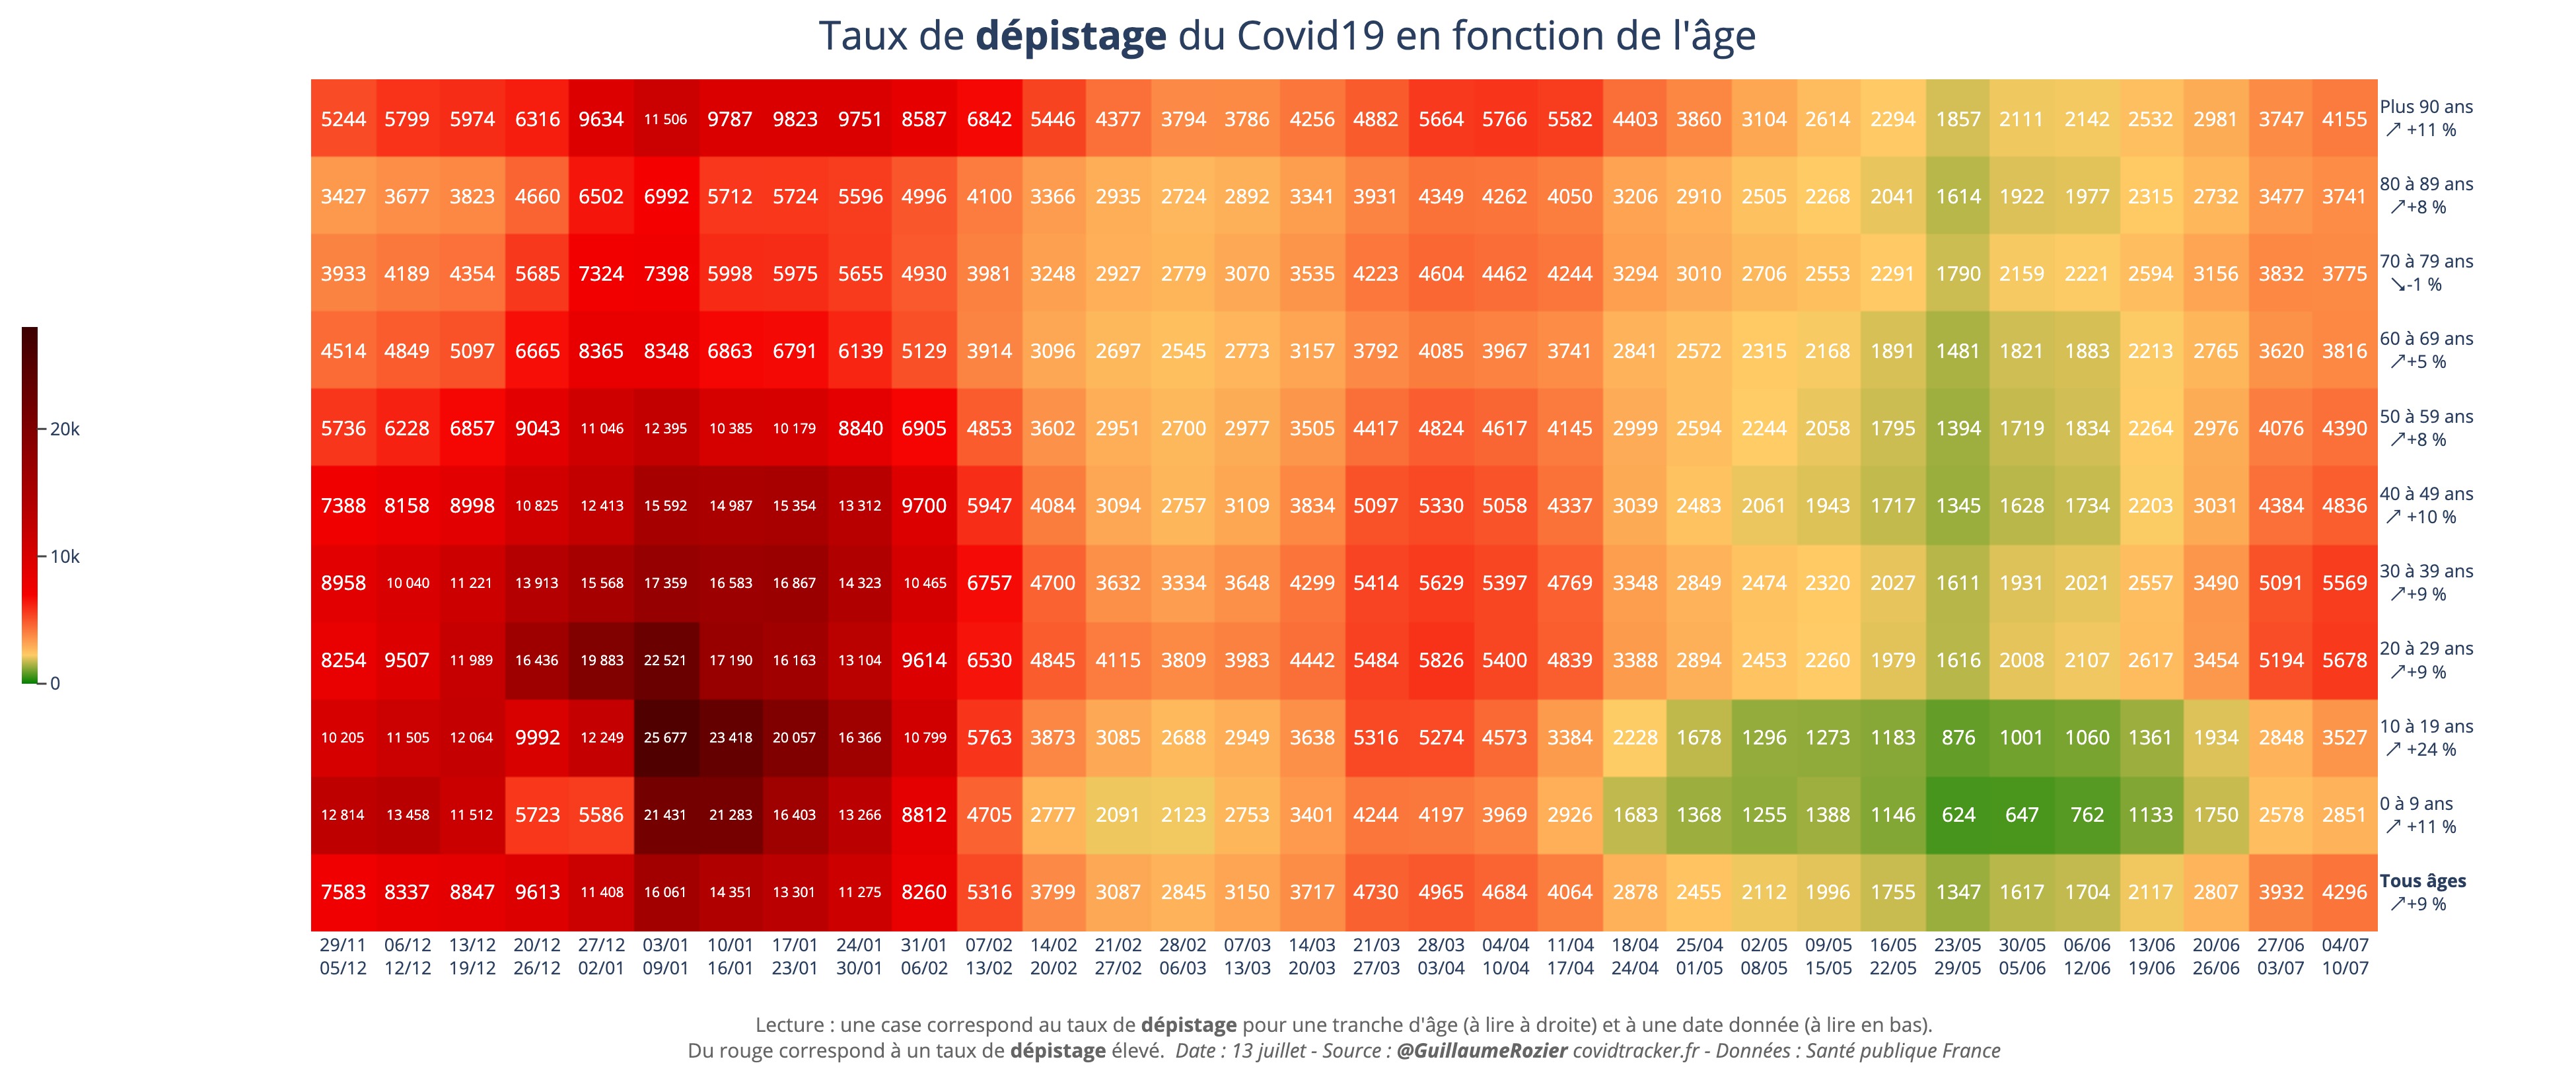 Taux de dépistage du Covid19 en fonction de l'âge
5244 5799 5974 6316 9634 11 506 9787 9823 9751 8587 6842 5446 4377 3794 3786 4256 4882 5664 5766 5582 4403 3860 3104 2614 2294 1857 2111 2142 2532 2981 3747 4155 Plus 90 ans
↗ +11 %
3427 3677 3823 4660 6502 6992 5712 5724 5596 4996 4100 3366 2935 2724 2892 3341 3931 4349 4262 4050 3206 2910 2505 2268 2041 1614 1922 1977 2315 2732 3477 3741 80 à 89 ans
↗+8 %
3933 4189 4354 5685 7324 7398 5998 5975 5655 4930 3981 3248 2927 2779 3070 3535 4223 4604 4462 4244 3294 3010 2706 2553 2291 1790 2159 2221 2594 3156 3832 3775 70 à 79 ans
↘-1 %
4514 4849 5097 6665 8365 8348 6863 6791 6139 5129 3914 3096 2697 2545 2773 3157 3792 4085 3967 3741 2841 2572 2315 2168 1891 1481 1821 1883 2213 2765 3620 3816 60 à 69 ans
↗+5 %
5736 6228 6857 9043 11 046 12 395 10 385 10 179 8840 6905 4853 3602 2951 2700 2977 3505 4417 4824 4617 4145 2999 2594 2244 2058 1795 1394 1719 1834 2264 2976 4076 4390 50 à 59 ans
↗+8 %
7388 8158 8998 10 825 12 413 15 592 14 987 15 354 13 312 9700 5947 4084 3094 2757 3109 3834 5097 5330 5058 4337 3039 2483 2061 1943 1717 1345 1628 1734 2203 3031 4384 4836 40 à 49 ans
↗ +10 %
8958 10 040 11 221 13 913 15 568 17 359 16 583 16 867 14 323 10 465 6757 4700 3632 3334 3648 4299 5414 5629 5397 4769 3348 2849 2474 2320 2027 1611 1931 2021 2557 3490 5091 5569 30 à 39 ans
↗+9 %
8254 9507 11 989 16 436 19 883 22 521 17 190 16 163 13 104 9614 6530 4845 4115 3809 3983 4442 5484 5826 5400 4839 3388 2894 2453 2260 1979 1616 2008 2107 2617 3454 5194 5678 20 à 29 ans
↗+9 %
10 205 11 505 12 064 9992 12 249 25 677 23 418 20 057 16 366 10 799 5763 3873 3085 2688 2949 3638 5316 5274 4573 3384 2228 1678 1296 1273 1183 876 1001 1060 1361 1934 2848 3527 10 à 19 ans
↗ +24 %
12 814 13 458 11 512 5723 5586 21 431 21 283 16 403 13 266 8812 4705 2777 2091 2123 2753 3401 4244 4197 3969 2926 1683 1368 1255 1388 1146 624 647 762 1133 1750 2578 2851 0 à 9 ans
↗ +11 %
7583 8337 8847 9613 11 408 16 061 14 351 13 301 11 275 8260 5316 3799 3087 2845 3150 3717 4730 4965 4684 4064 2878 2455 2112 1996 1755 1347 1617 1704 2117 2807 3932 4296 Tous âges
↗+9 %
20k
10k
0
29/11 06/12 13/12 20/12 27/12 03/01 10/01 17/01 24/01 31/01 07/02 14/02 21/02 28/02 07/03 14/03 21/03 28/03 04/04 11/04 18/04 25/04 02/05 09/05 16/05 23/05 30/05 06/06 13/06 20/06 27/06 04/07
05/12 12/12 19/12 26/12 02/01 09/01 16/01 23/01 30/01 06/02 13/02 20/02 27/02 06/03 13/03 20/03 27/03 03/04 10/04 17/04 24/04 01/05 08/05 15/05 22/05 29/05 05/06 12/06 19/06 26/06 03/07 10/07
Lecture : une case correspond au taux de dépistage pour une tranche d'âge (à lire à droite) et à une date donnée (à lire en bas).
Du rouge correspond à un taux de dépistage élevé. Date : 13 juillet - Source : @GuillaumeRozier covidtracker.fr - Données : Santé publique France